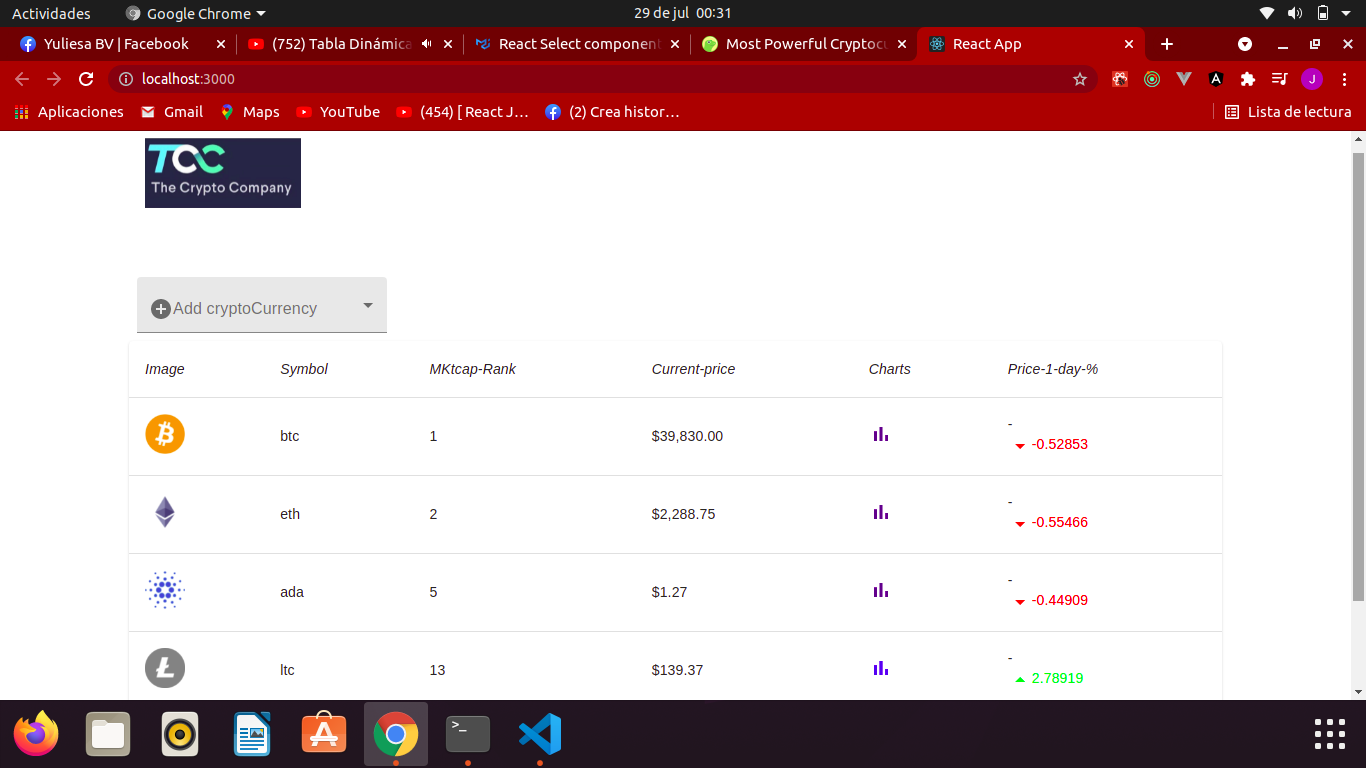 Actividades Google Chrome 29 de jul 00:31
Yuliesa BV | Facebook (752) Tabla Dinámica React Select component Most Powerful Cryptocu React App
localhost:3000 J
Aplicaciones Gmail Maps YouTube (454) [ React J… (2) Crea histor… Lista de lectura
TCC
The Crypto Company
Add cryptoCurrency
Image Symbol MKtcap-Rank Current-price Charts Price-1-day-%
btc 1 $39,830.00 -
-0.52853
eth 2 $2,288.75 -
-0.55466
ada 5 $1.27 -
-0.44909
ltc 13 $139.37 -
2.78919
>_